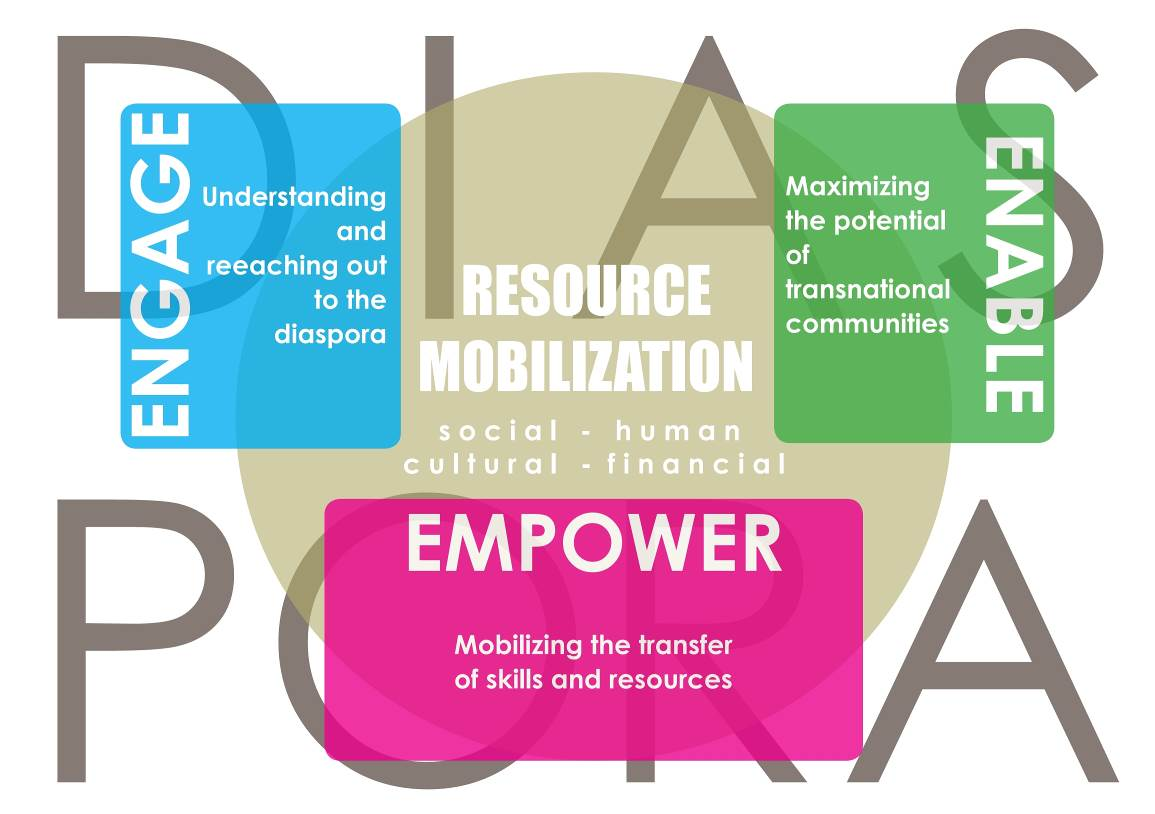 DIAS
PORA
ENGAGE
Understanding
and
reeaching out
to the
diaspora
RESOURCE
MOBILIZATION
social - human
cultural - financial
ENABLE
Maximizing
the potential
of
transnational
communities
EMPOWER
Mobilizing the transfer
of skills and resources